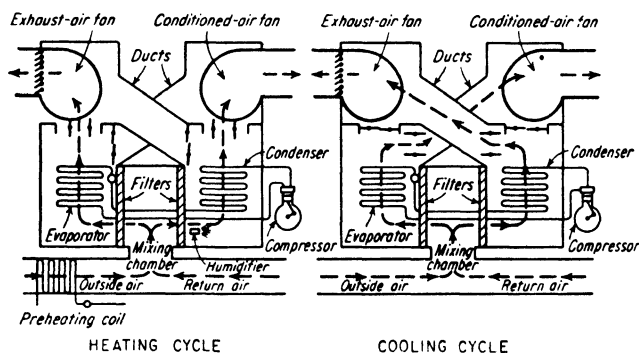 Exhaust-air fan
Conditioned-air fan
Ducts
Condenser
Filters
Evaporator
Compressor
Mixing
chamber
Humidifier
Outside air
Return air
Preheating coil
HEATING CYCLE
Exhaust-air fan
Conditioned-air fan
Ducts
Condenser
Filters
Evaporator
Compressor
Mixing
chamber
Outside air
Return air
COOLING CYCLE